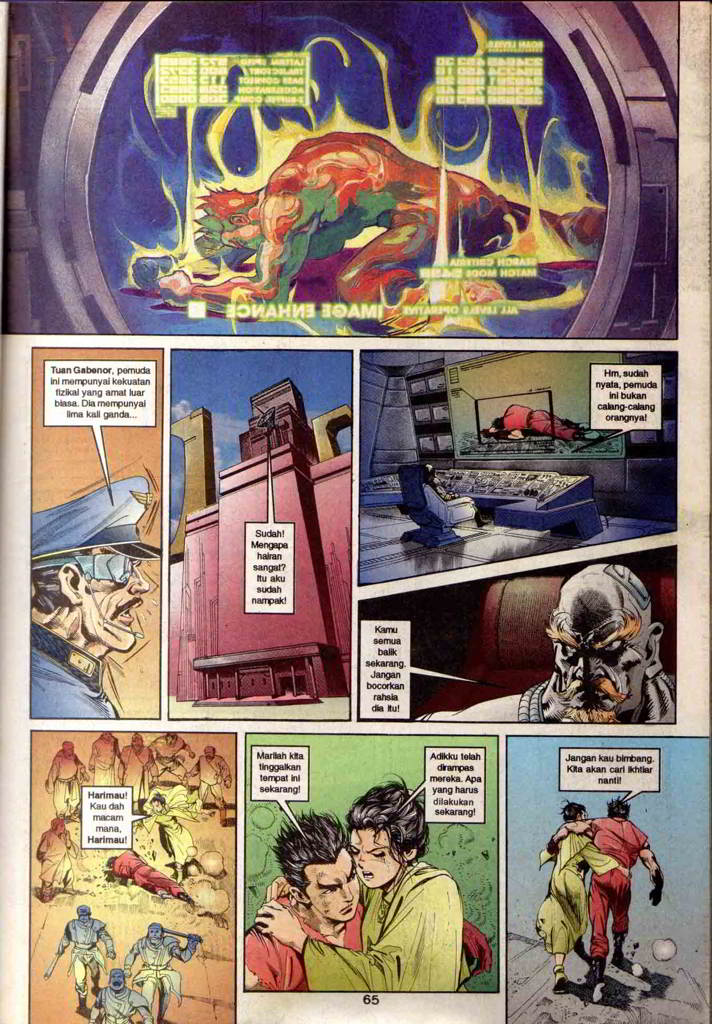 IMAGE ENHANCE
SEARCH CRITERIA
MATCH MODE
ALL LEVELS OPERATIVE
Tuan Gabenor, pemuda
ini mempunyai kekuatan
fizikal yang amat luar
biasa. Dia mempunyai
lima kali ganda...
Sudah!
Mengapa
hairan
sangat?
Itu aku
sudah
nampak!
Hm, sudah
nyata, pemuda
ini bukan
calang-calang
orangnya!
Kamu
semua
balik
sekarang.
Jangan
bocorkan
rahsia
dia itu!
Harimau!
Kau dah
macam
mana,
Harimau!
Marilah kita
tinggalkan
tempat ini
sekarang!
Adikku telah
dirampas
mereka. Apa
yang harus
dilakukan
sekarang!
Jangan kau bimbang.
Kita akan cari ikhtiar
nanti!
65